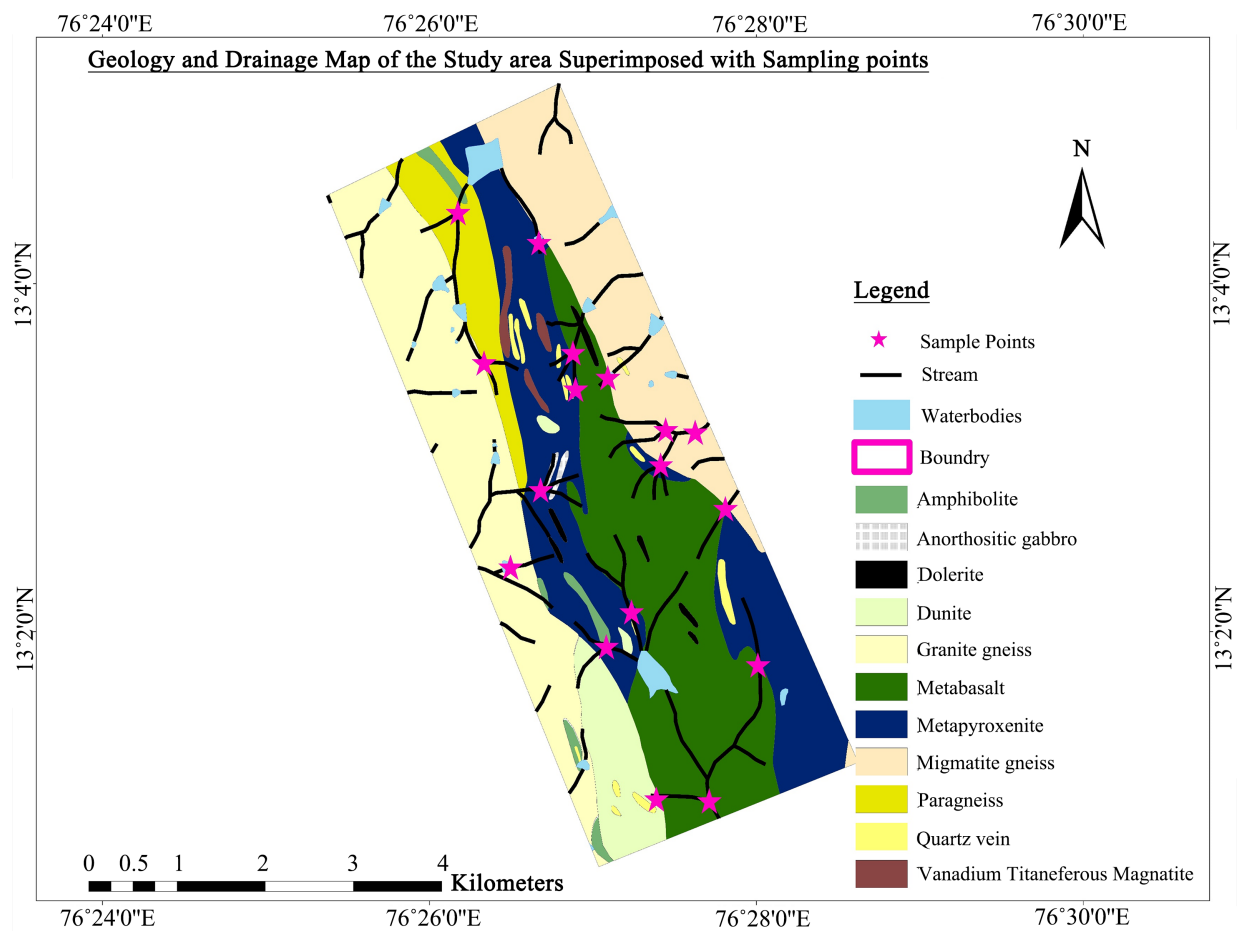 76°24'0"E 76°26'0"E 76°28'0"E 76°30'0"E
Geology and Drainage Map of the Study area Superimposed with Sampling points
N
13°4'0"N 13°4'0"N
Legend
Sample Points
Stream
Waterbodies
Boundry
Amphibolite
Anorthositic gabbro
Dolerite
Dunite
13°2'0"N 13°2'0"N
Granite gneiss
Metabasalt
Metapyroxenite
Migmatite gneiss
Paragneiss
Quartz vein
Vanadium Titaneferous Magnatite
0 0.5 1 2 3 4
Kilometers
76°24'0"E 76°26'0"E 76°28'0"E 76°30'0"E